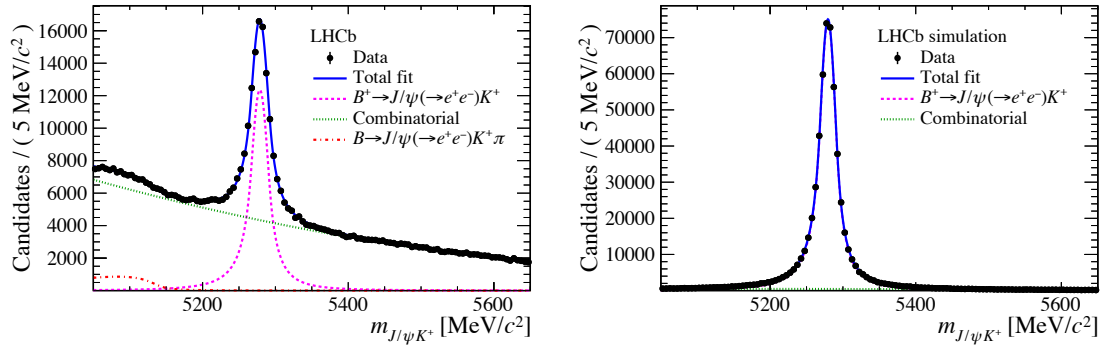 LHCb
Data
Total fit
B⁺→J/ψ(→e⁺e⁻)K⁺
Combinatorial
B→J/ψ(→e⁺e⁻)K⁺π
Candidates / ( 5 MeV/c² )
16000
14000
12000
10000
8000
6000
4000
2000
5200
5400
5600
m_{J/ψK⁺} [MeV/c²]
LHCb simulation
Data
Total fit
B⁺→J/ψ(→e⁺e⁻)K⁺
Combinatorial
Candidates / ( 5 MeV/c² )
70000
60000
50000
40000
30000
20000
10000
5200
5400
5600
m_{J/ψK⁺} [MeV/c²]